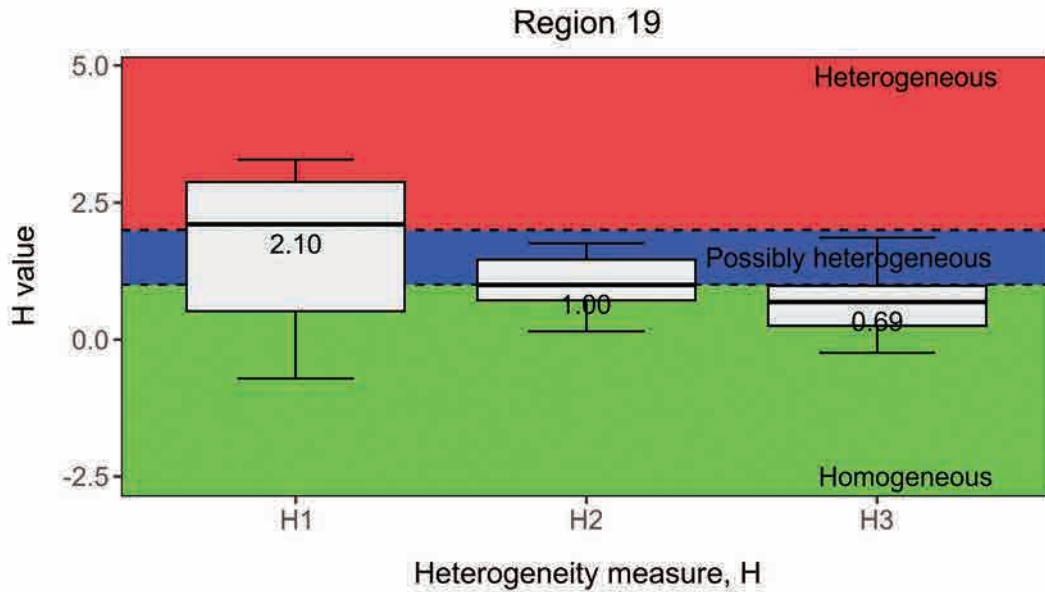 Region 19
5.0
Heterogeneous
2.5
2.10
Possibly heterogeneous
1.00
0.69
0.0
-2.5
Homogeneous
H value
H1 H2 H3
Heterogeneity measure, H